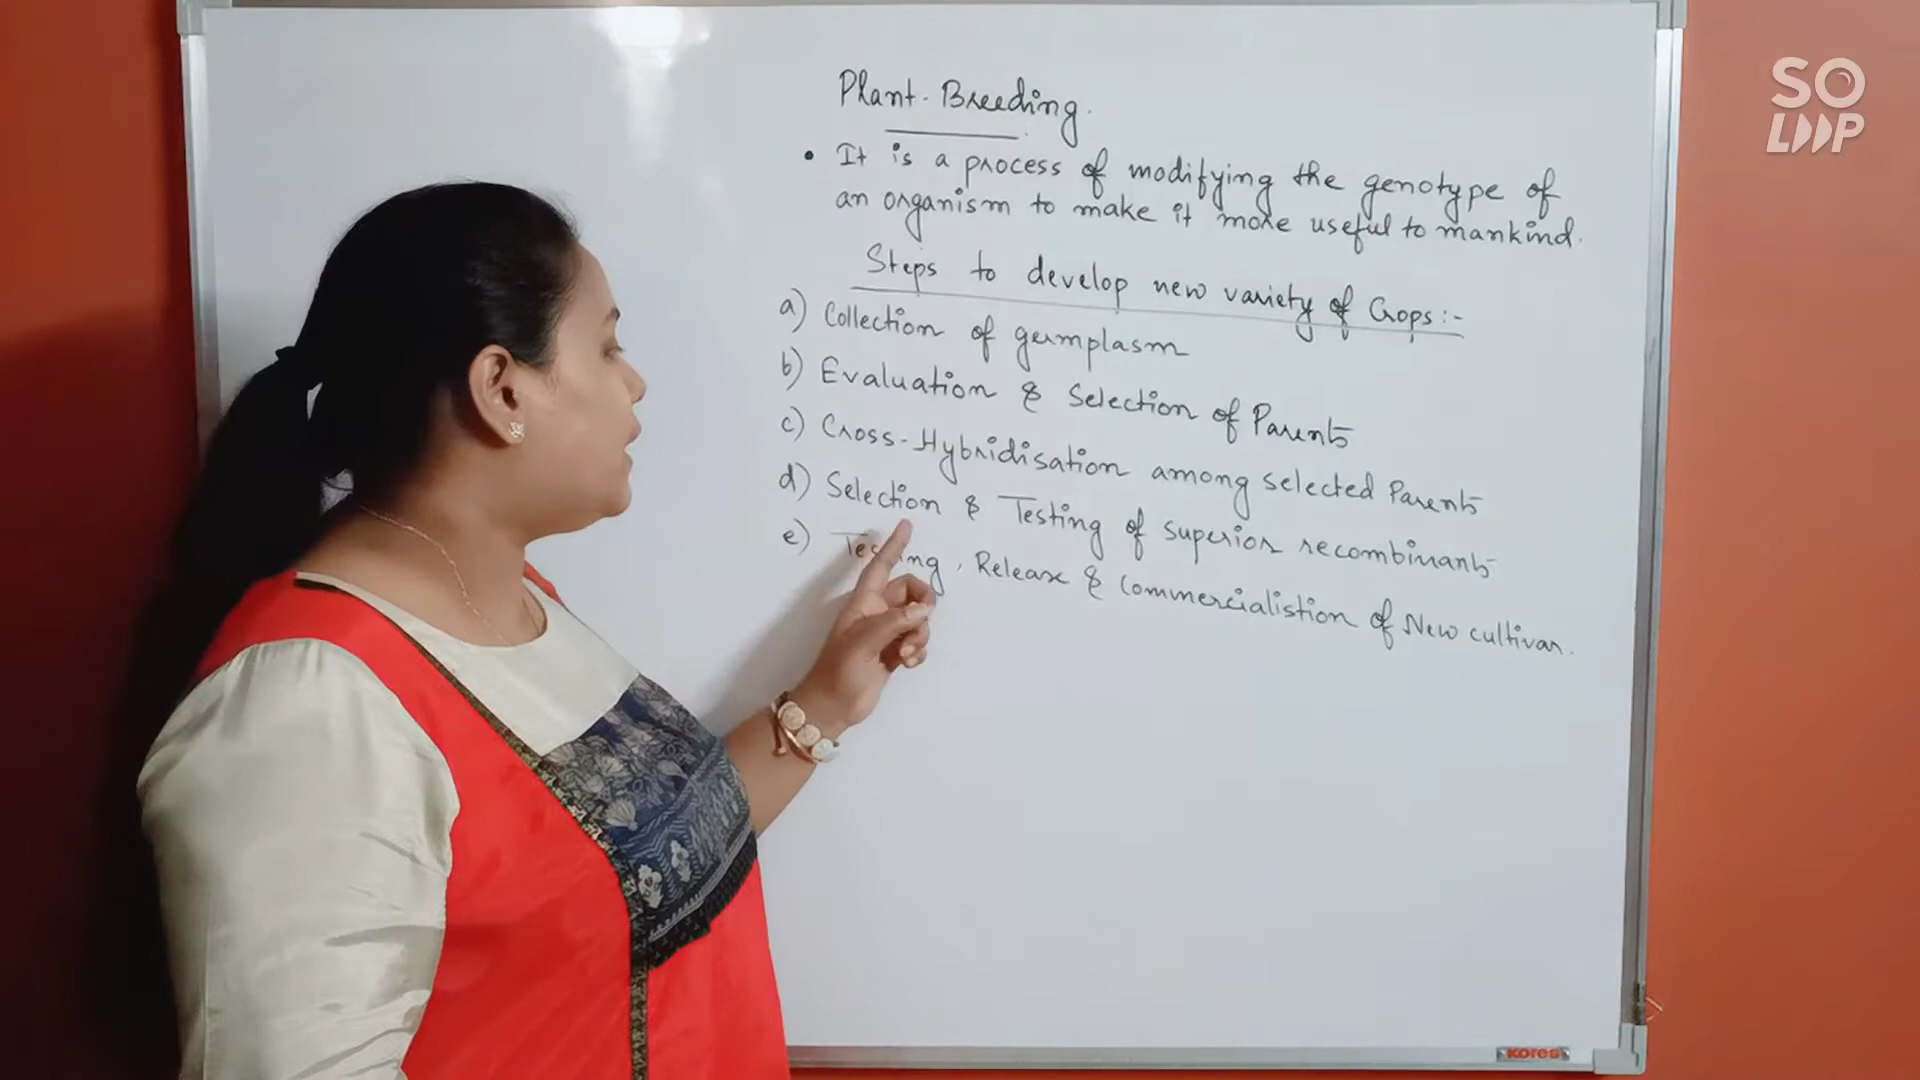 Plant-Breeding.
• It is a process of modifying the genotype of
an organism to make it more useful to mankind.
Steps to develop new variety of Crops:-
a) Collection of germplasm
b) Evaluation & Selection of Parents
c) Cross-Hybridisation among selected Parents
d) Selection & Testing of superior recombinants
e) Testing, Release & Commercialistion of New cultivar.
SO
LOOP
KORES